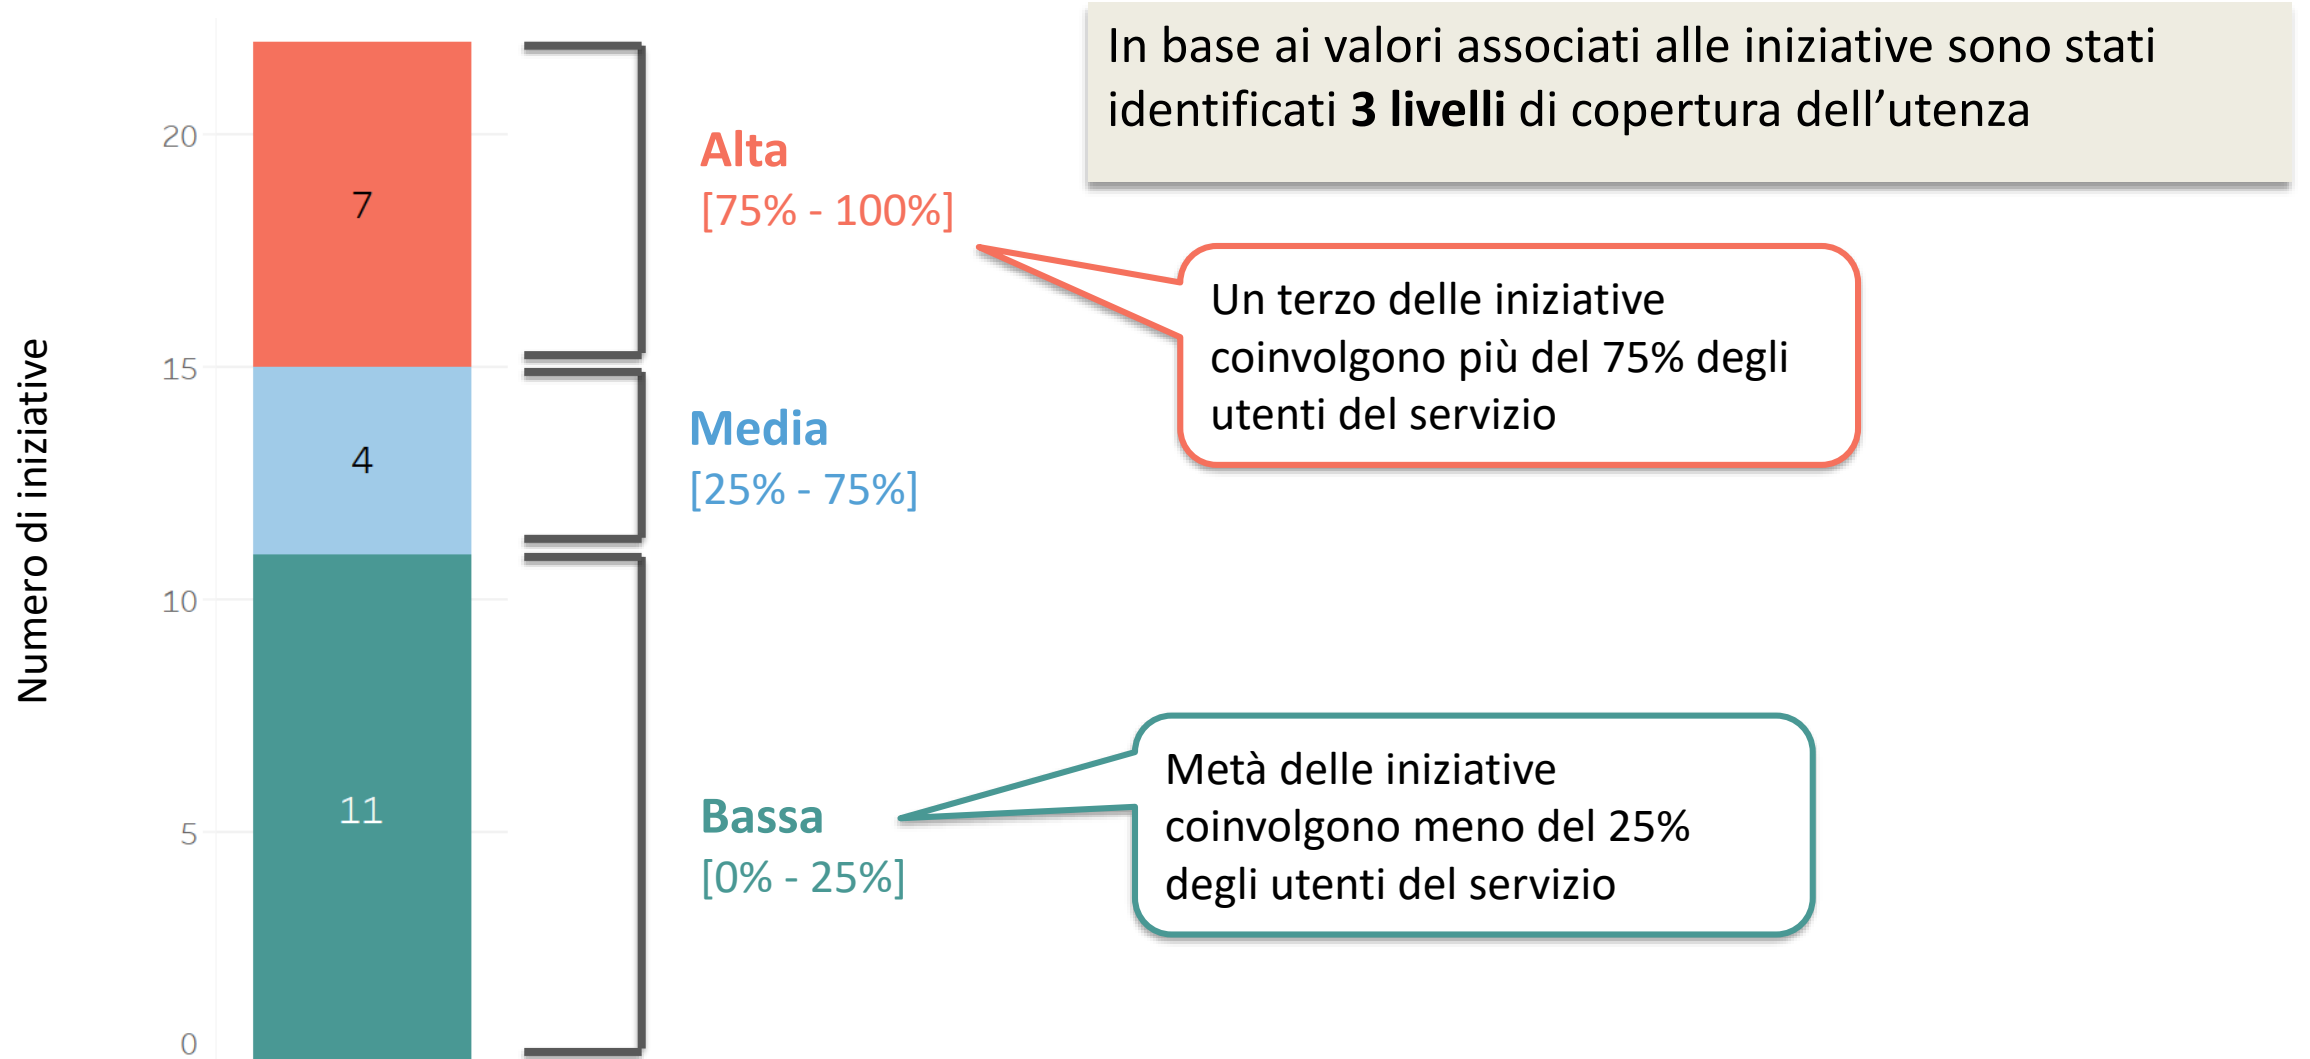 In base ai valori associati alle iniziative sono stati
identificati 3 livelli di copertura dell’utenza
Numero di iniziative
20
15
10
5
0
7
4
11
Alta
[75% - 100%]
Un terzo delle iniziative
coinvolgono più del 75% degli
utenti del servizio
Media
[25% - 75%]
Bassa
[0% - 25%]
Metà delle iniziative
coinvolgono meno del 25%
degli utenti del servizio